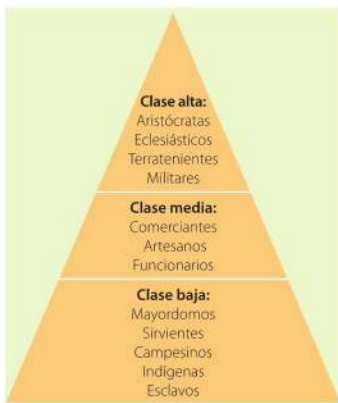 Clase alta:
Aristócratas
Eclesiásticos
Terratenientes
Militares
Clase media:
Comerciantes
Artesanos
Funcionarios
Clase baja:
Mayordomos
Sirvientes
Campesinos
Indígenas
Esclavos